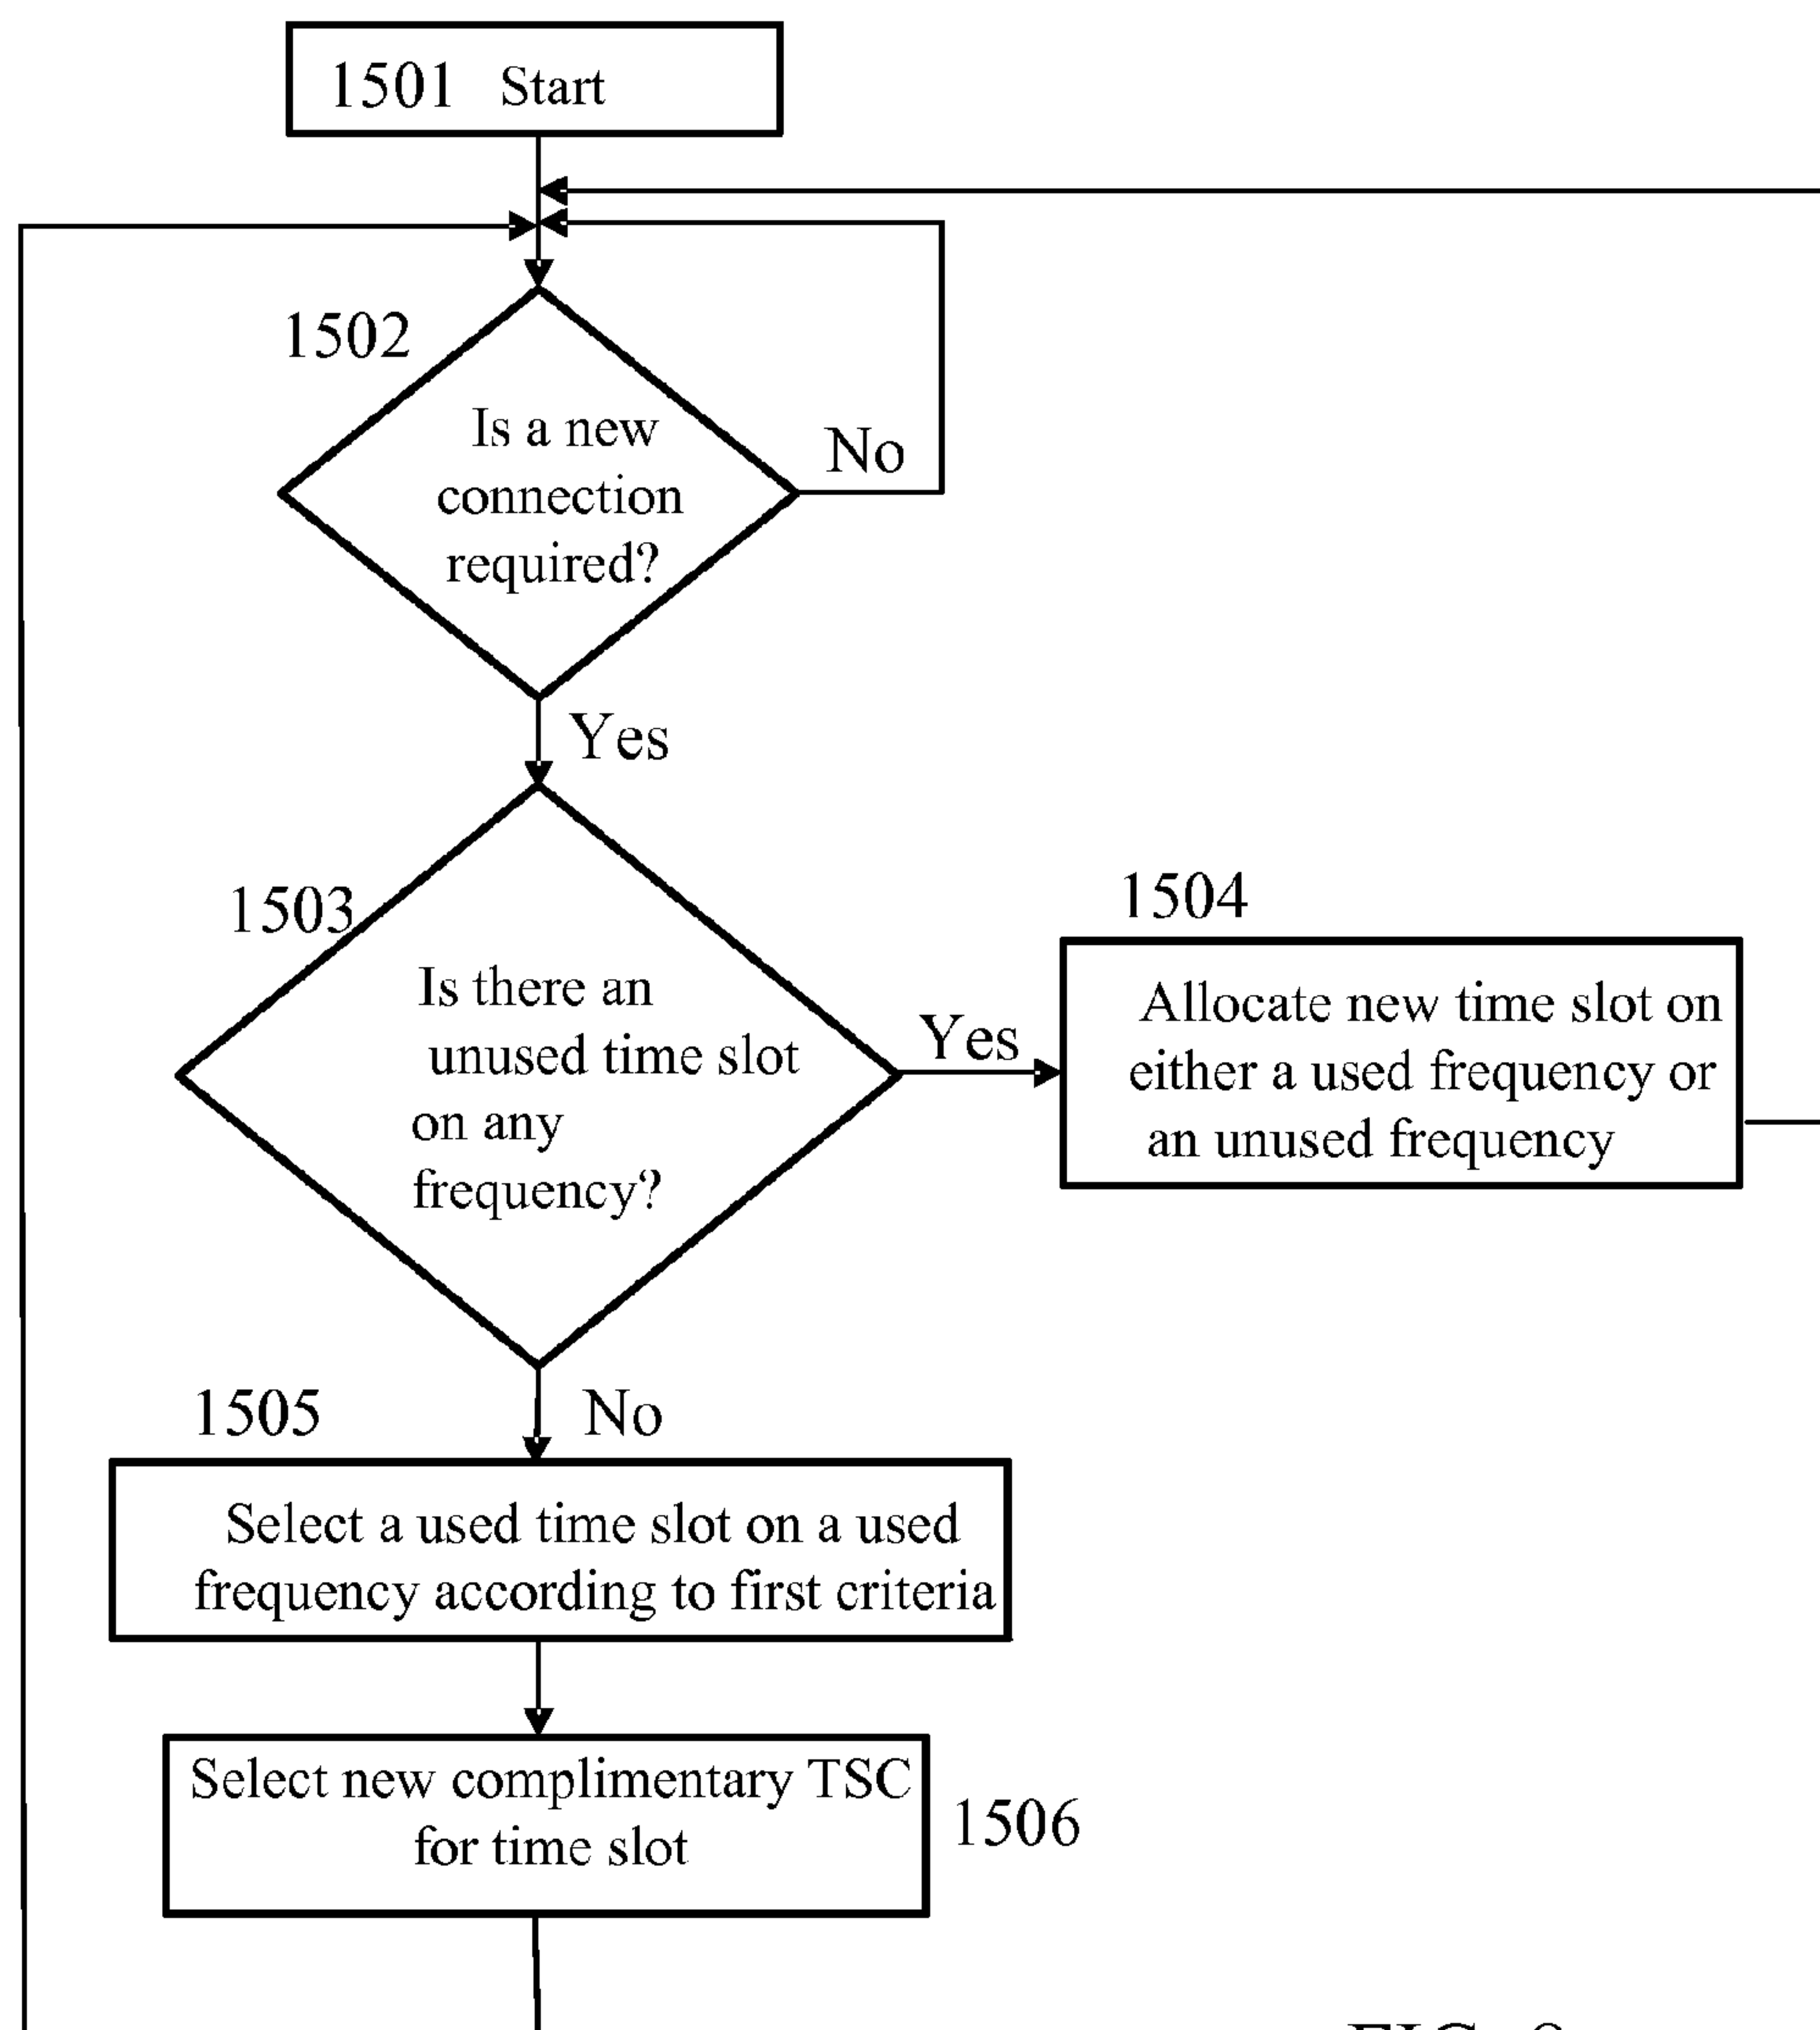 1501 Start
1502
Is a new
connection
required?
No
Yes
1503
Is there an
unused time slot
on any
frequency?
Yes
1504
Allocate new time slot on
either a used frequency or
an unused frequency
No
1505
Select a used time slot on a used
frequency according to first criteria
Select new complimentary TSC
for time slot
1506